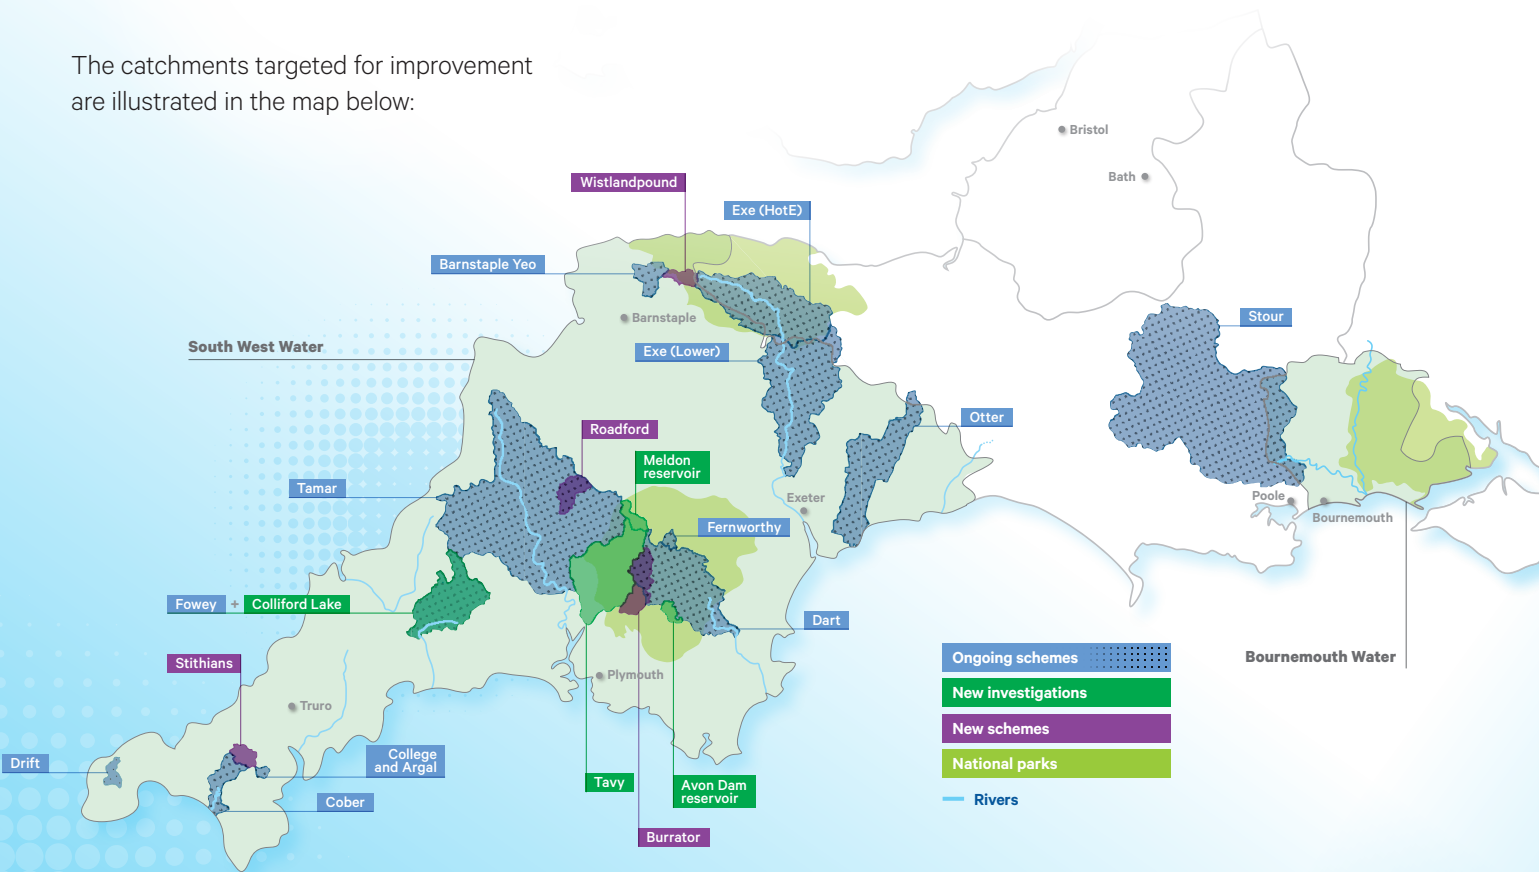 The catchments targeted for improvement
are illustrated in the map below:
Bristol
Bath
Wistlandpound
Exe (HotE)
Barnstaple Yeo
Barnstaple
Stour
South West Water
Exe (Lower)
Otter
Roadford
Meldon
reservoir
Tamar
Exeter
Poole
Bournemouth
Fernworthy
Fowey + Colliford Lake
Dart
Stithians
Plymouth
Bournemouth Water
Truro
Ongoing schemes
New investigations
New schemes
National parks
Rivers
Drift
College
and Argal
Cober
Tavy
Avon Dam
reservoir
Burrator